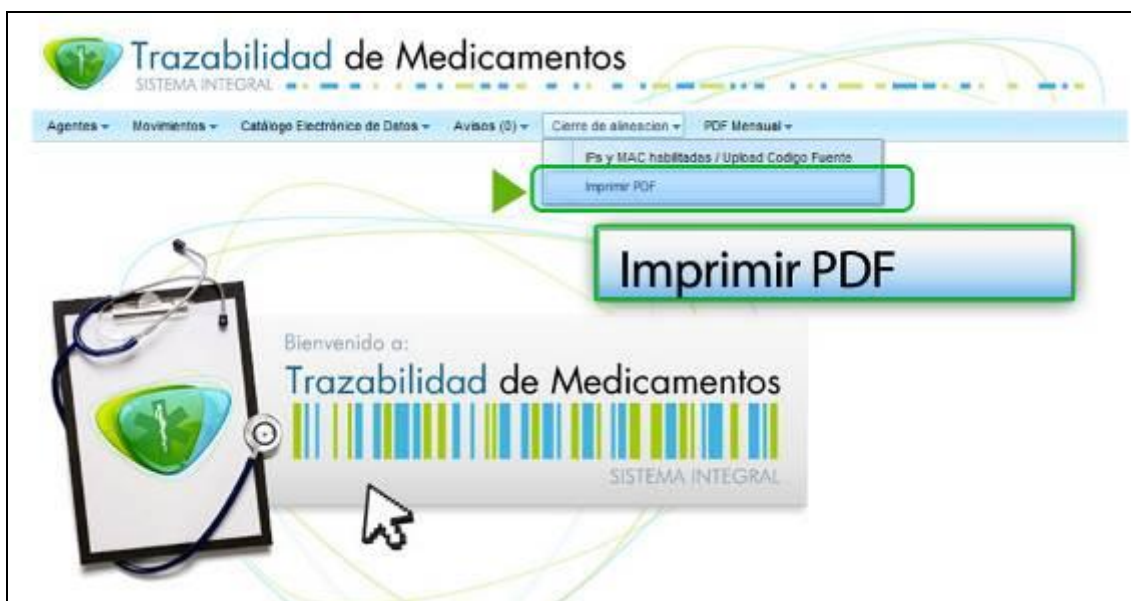 Trazabilidad de Medicamentos
SISTEMA INTEGRAL
Agentes Movimientos Catálogo Electrónico de Datos Avisos (0) Cierre de alineacion PDF Mensual
IPs y MAC habilitadas / Upload Codigo Fuente
Imprimir PDF
Imprimir PDF
Bienvenido a:
Trazabilidad de Medicamentos
SISTEMA INTEGRAL